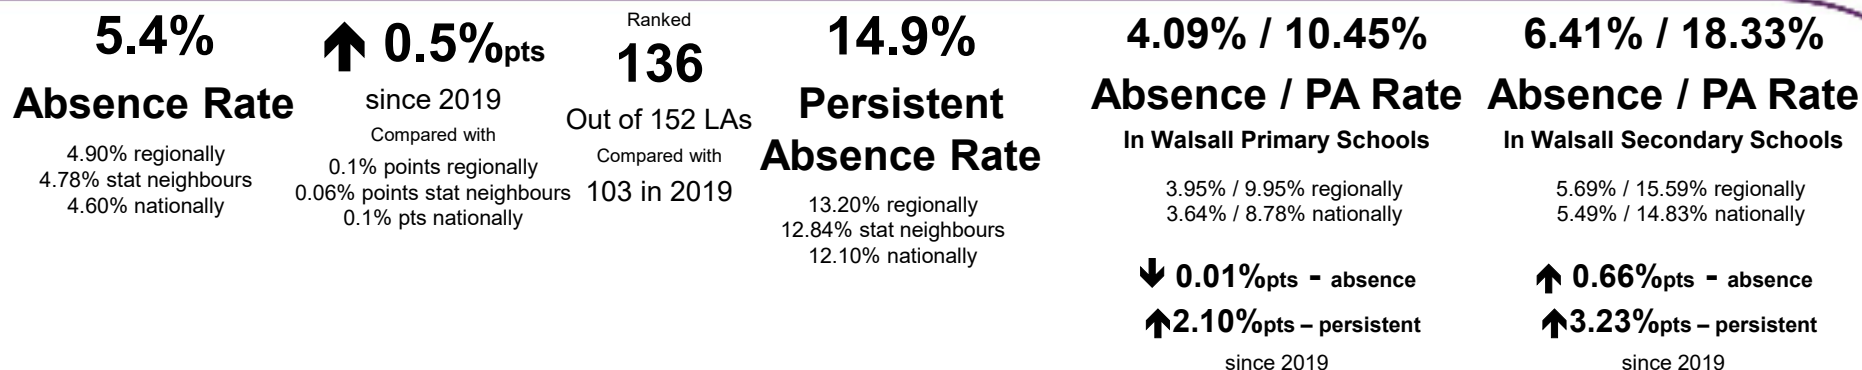 5.4%
Absence Rate
4.90% regionally
4.78% stat neighbours
4.60% nationally
↑ 0.5%pts
since 2019
Compared with
0.1% points regionally
0.06% points stat neighbours
0.1% pts nationally
Ranked
136
Out of 152 LAs
Compared with
103 in 2019
14.9%
Persistent
Absence Rate
13.20% regionally
12.84% stat neighbours
12.10% nationally
4.09% / 10.45%
Absence / PA Rate
In Walsall Primary Schools
3.95% / 9.95% regionally
3.64% / 8.78% nationally
↓ 0.01%pts - absence
↑2.10%pts – persistent
since 2019
6.41% / 18.33%
Absence / PA Rate
In Walsall Secondary Schools
5.69% / 15.59% regionally
5.49% / 14.83% nationally
↑ 0.66%pts - absence
↑3.23%pts – persistent
since 2019